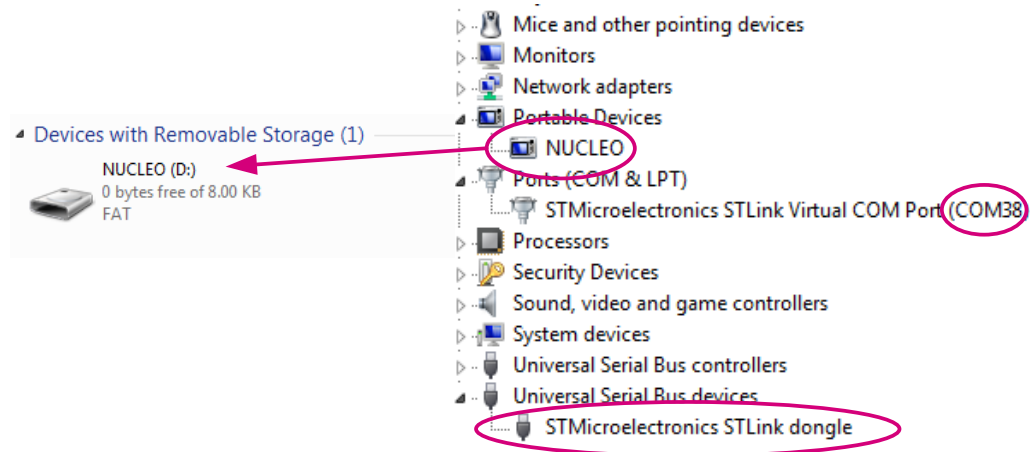 Devices with Removable Storage (1)
NUCLEO (D:)
0 bytes free of 8.00 KB
FAT
Mice and other pointing devices
Monitors
Network adapters
Portable Devices
NUCLEO
Ports (COM & LPT)
STMicroelectronics STLink Virtual COM Port (COM38)
Processors
Security Devices
Sound, video and game controllers
System devices
Universal Serial Bus controllers
Universal Serial Bus devices
STMicroelectronics STLink dongle